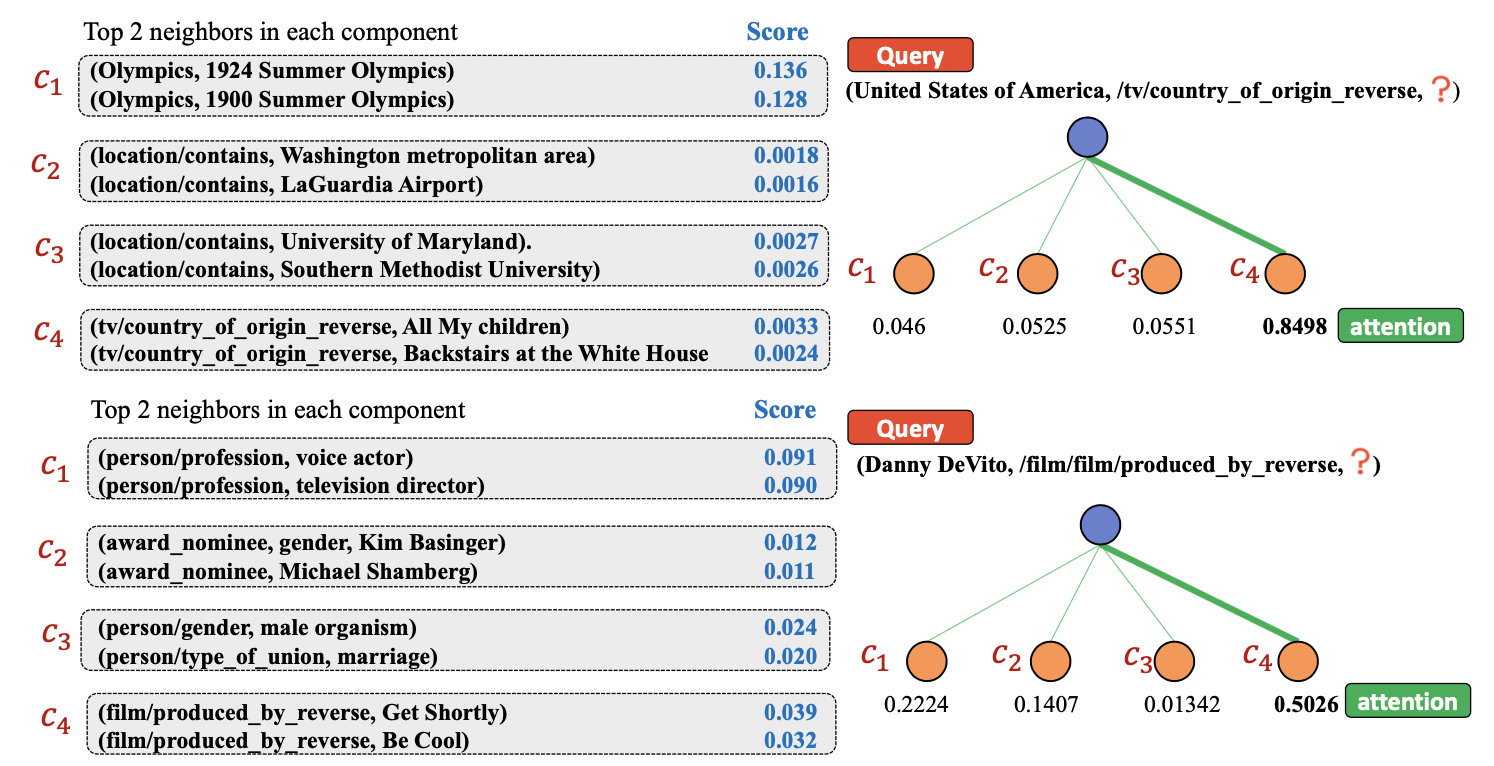 Top 2 neighbors in each component Score
C1 (Olympics, 1924 Summer Olympics) 0.136
(Olympics, 1900 Summer Olympics) 0.128
C2 (location/contains, Washington metropolitan area) 0.0018
(location/contains, LaGuardia Airport) 0.0016
C3 (location/contains, University of Maryland). 0.0027
(location/contains, Southern Methodist University) 0.0026
C4 (tv/country_of_origin_reverse, All My children) 0.0033
(tv/country_of_origin_reverse, Backstairs at the White House 0.0024
Query
(United States of America, /tv/country_of_origin_reverse, ❓)
C1 C2 C3 C4
0.046 0.0525 0.0551 0.8498 attention
Top 2 neighbors in each component Score
C1 (person/profession, voice actor) 0.091
(person/profession, television director) 0.090
C2 (award_nominee, gender, Kim Basinger) 0.012
(award_nominee, Michael Shamberg) 0.011
C3 (person/gender, male organism) 0.024
(person/type_of_union, marriage) 0.020
C4 (film/produced_by_reverse, Get Shortly) 0.039
(film/produced_by_reverse, Be Cool) 0.032
Query
(Danny DeVito, /film/film/produced_by_reverse, ❓)
C1 C2 C3 C4
0.2224 0.1407 0.01342 0.5026 attention